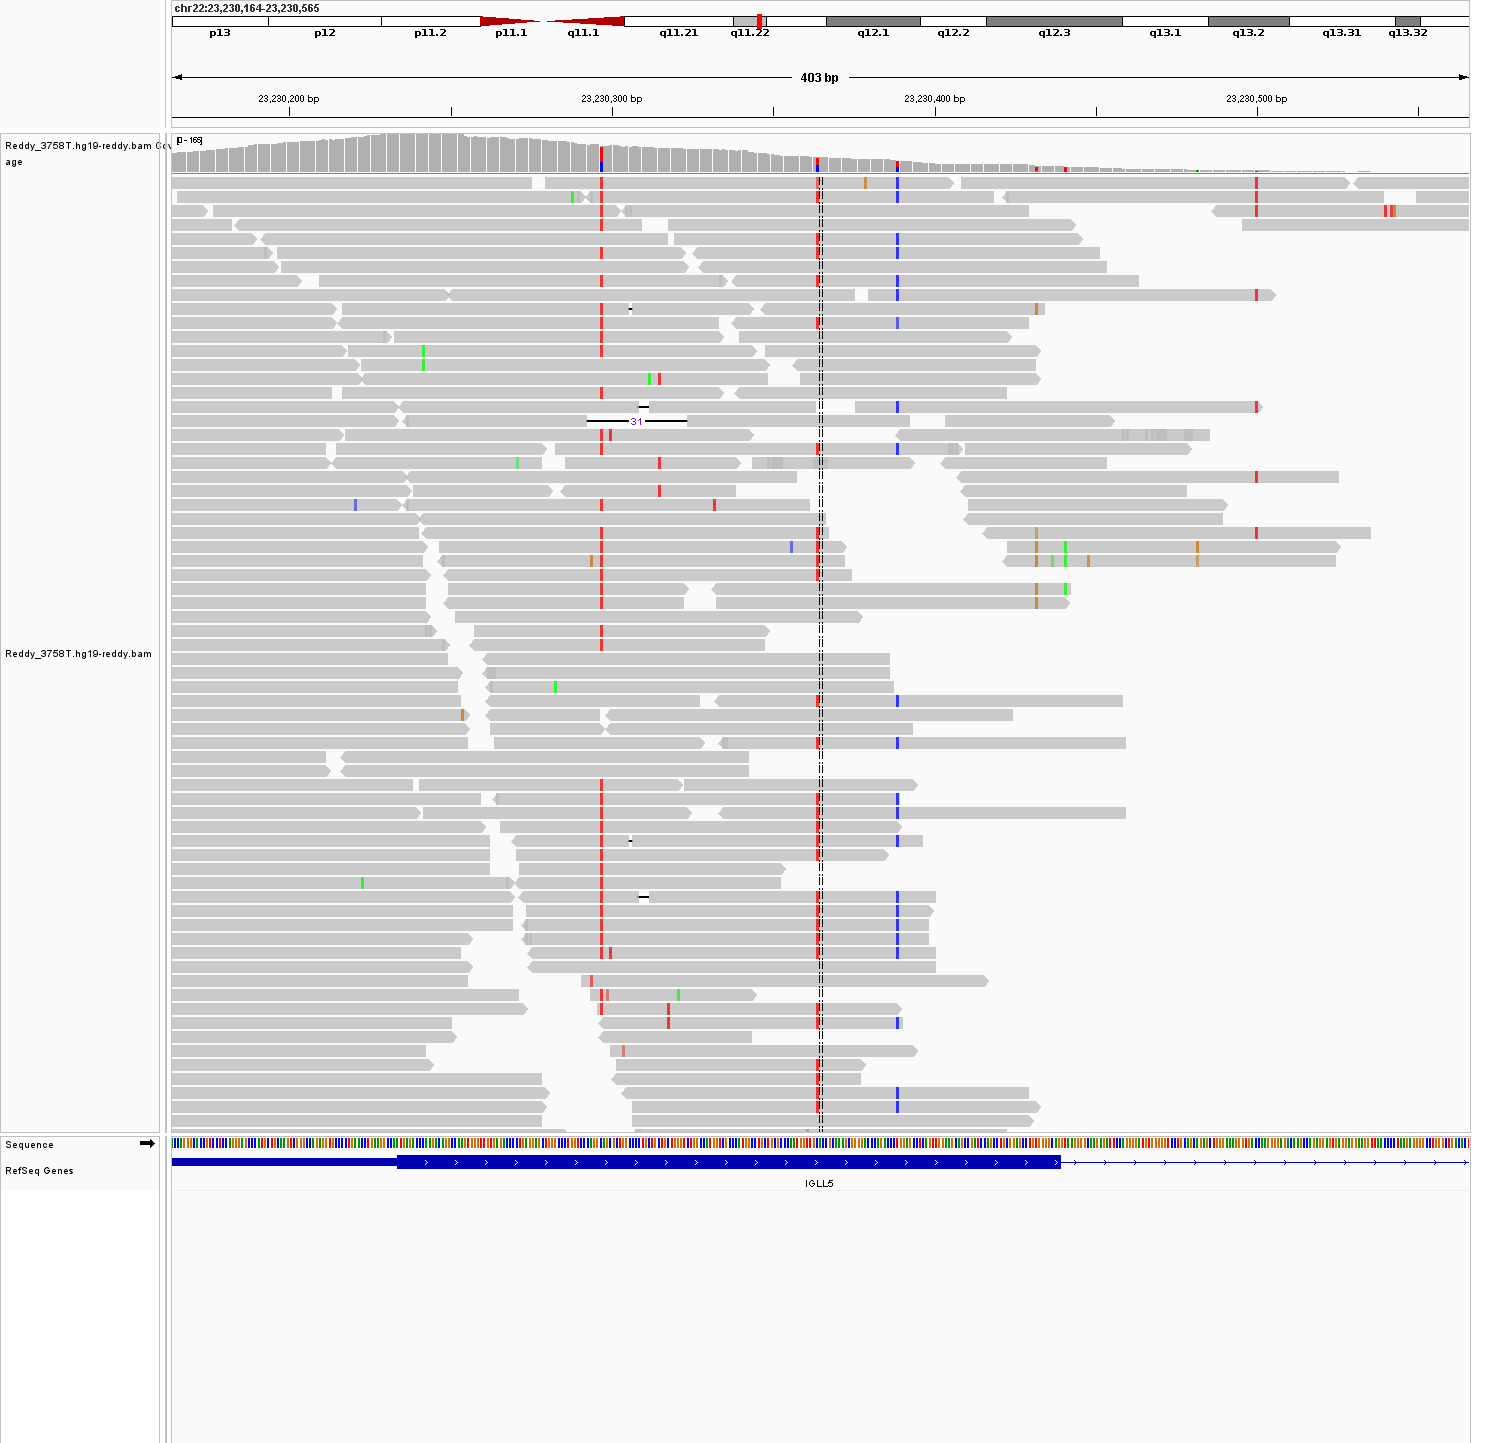 chr22:23,230,164-23,230,565
p13 p12 p11.2 p11.1 q11.1 q11.21 q11.22 q12.1 q12.2 q12.3 q13.1 q13.2 q13.31 q13.32
403 bp
23,230,200 bp 23,230,300 bp 23,230,400 bp 23,230,500 bp
[0 - 165]
Reddy_3758T.hg19-reddy.bam Cov
age
31
Reddy_3758T.hg19-reddy.bam
Sequence
RefSeq Genes
IGLL5